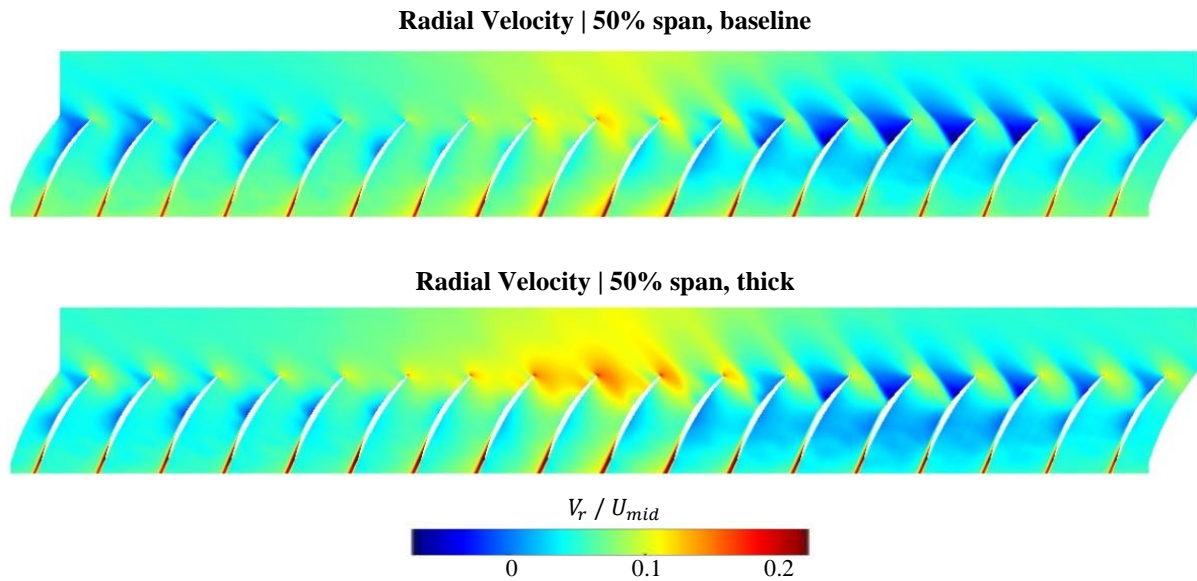 Radial Velocity | 50% span, baseline
Radial Velocity | 50% span, thick
V_r / U_mid
0 0.1 0.2